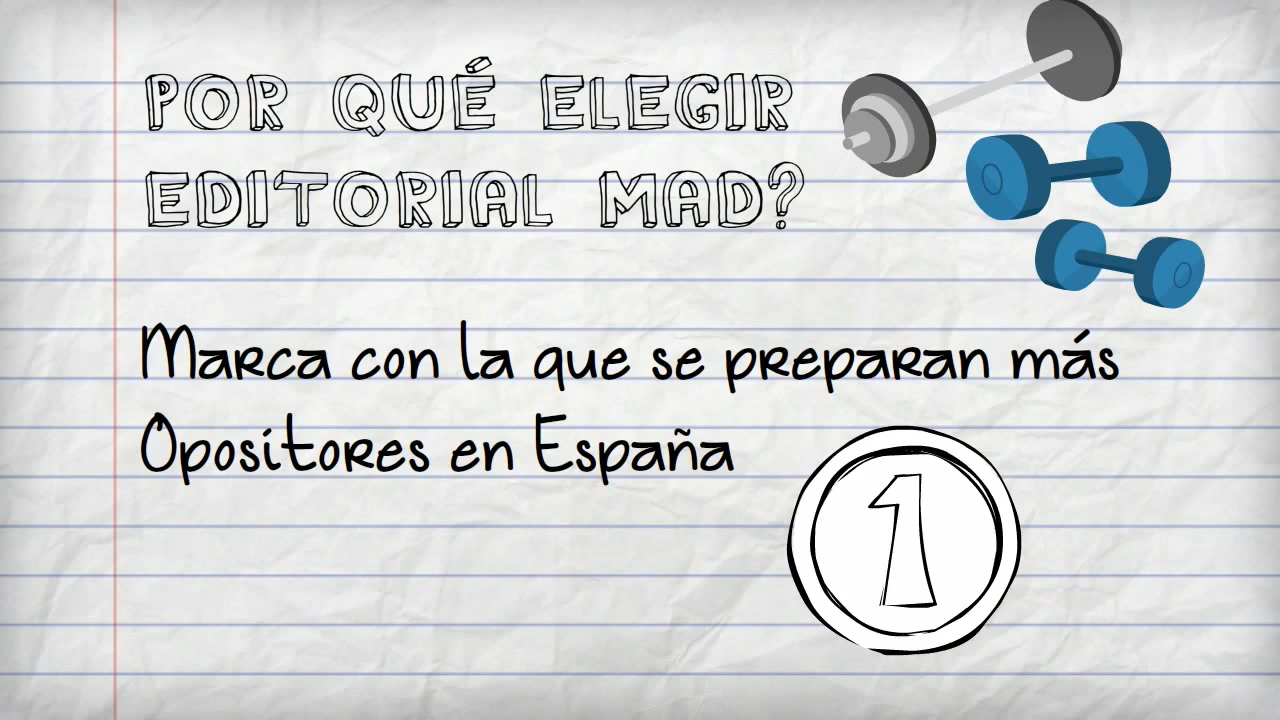 POR QUÉ ELEGIR
EDITORIAL MAD?
Marca con la que se preparan más
Opositores en España
1